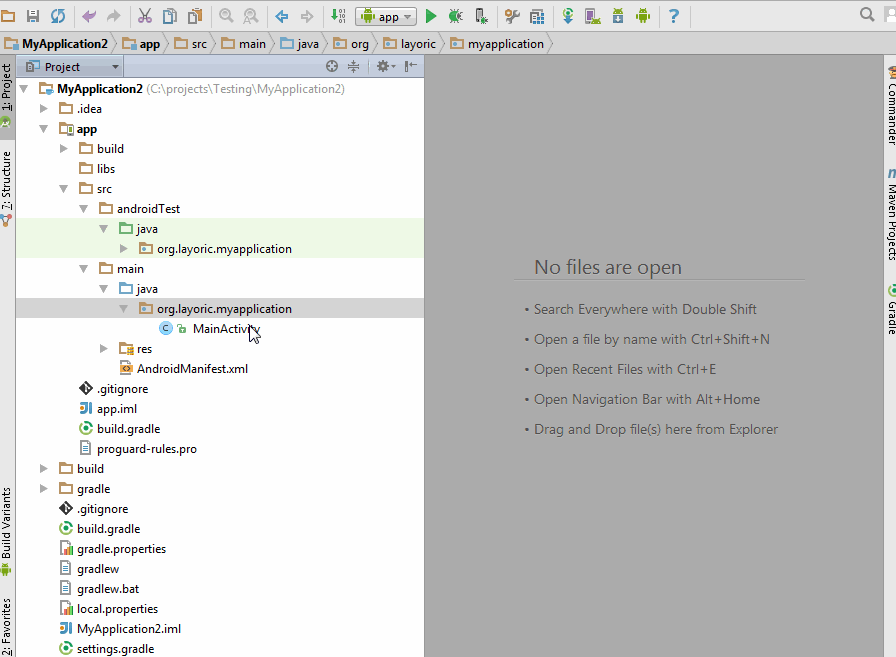 app
MyApplication2 app src main java org layoric myapplication
1: Project
7: Structure
Build Variants
2: Favorites
Project
MyApplication2 (C:\projects\Testing\MyApplication2)
.idea
app
build
libs
src
androidTest
java
org.layoric.myapplication
main
java
org.layoric.myapplication
MainActivity
res
AndroidManifest.xml
.gitignore
app.iml
build.gradle
proguard-rules.pro
build
gradle
.gitignore
build.gradle
gradle.properties
gradlew
gradlew.bat
local.properties
MyApplication2.iml
settings.gradle
No files are open
• Search Everywhere with Double Shift
• Open a file by name with Ctrl+Shift+N
• Open Recent Files with Ctrl+E
• Open Navigation Bar with Alt+Home
• Drag and Drop file(s) here from Explorer
Commander
Maven Projects
Gradle